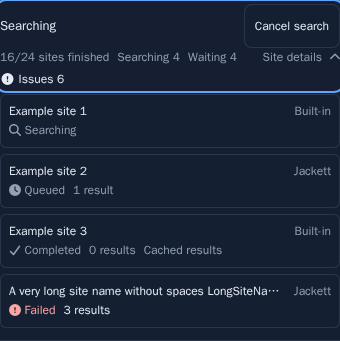 Searching
Cancel search
16/24 sites finished Searching 4 Waiting 4 Site details
Issues 6
Example site 1 Built-in
Searching
Example site 2 Jackett
Queued 1 result
Example site 3 Built-in
Completed 0 results Cached results
A very long site name without spaces LongSiteNa… Jackett
Failed 3 results